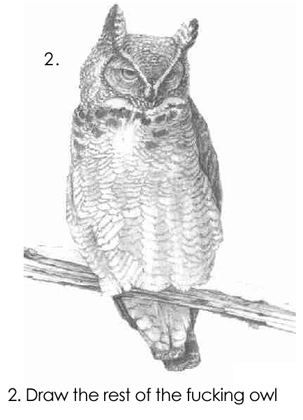 2.
2. Draw the rest of the fucking owl